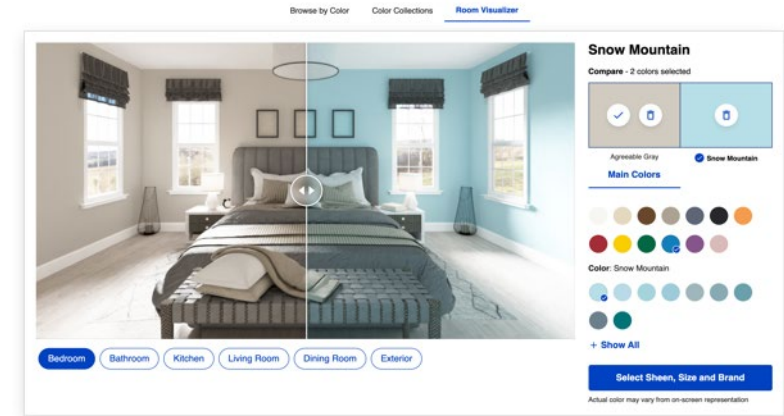 Browse by Color
Color Collections
Room Visualizer
Snow Mountain
Compare - 2 colors selected
Agreeable Gray
Snow Mountain
Main Colors
Color: Snow Mountain
+ Show All
Select Sheen, Size and Brand
Actual color may vary from on-screen representation
Bedroom
Bathroom
Kitchen
Living Room
Dining Room
Exterior